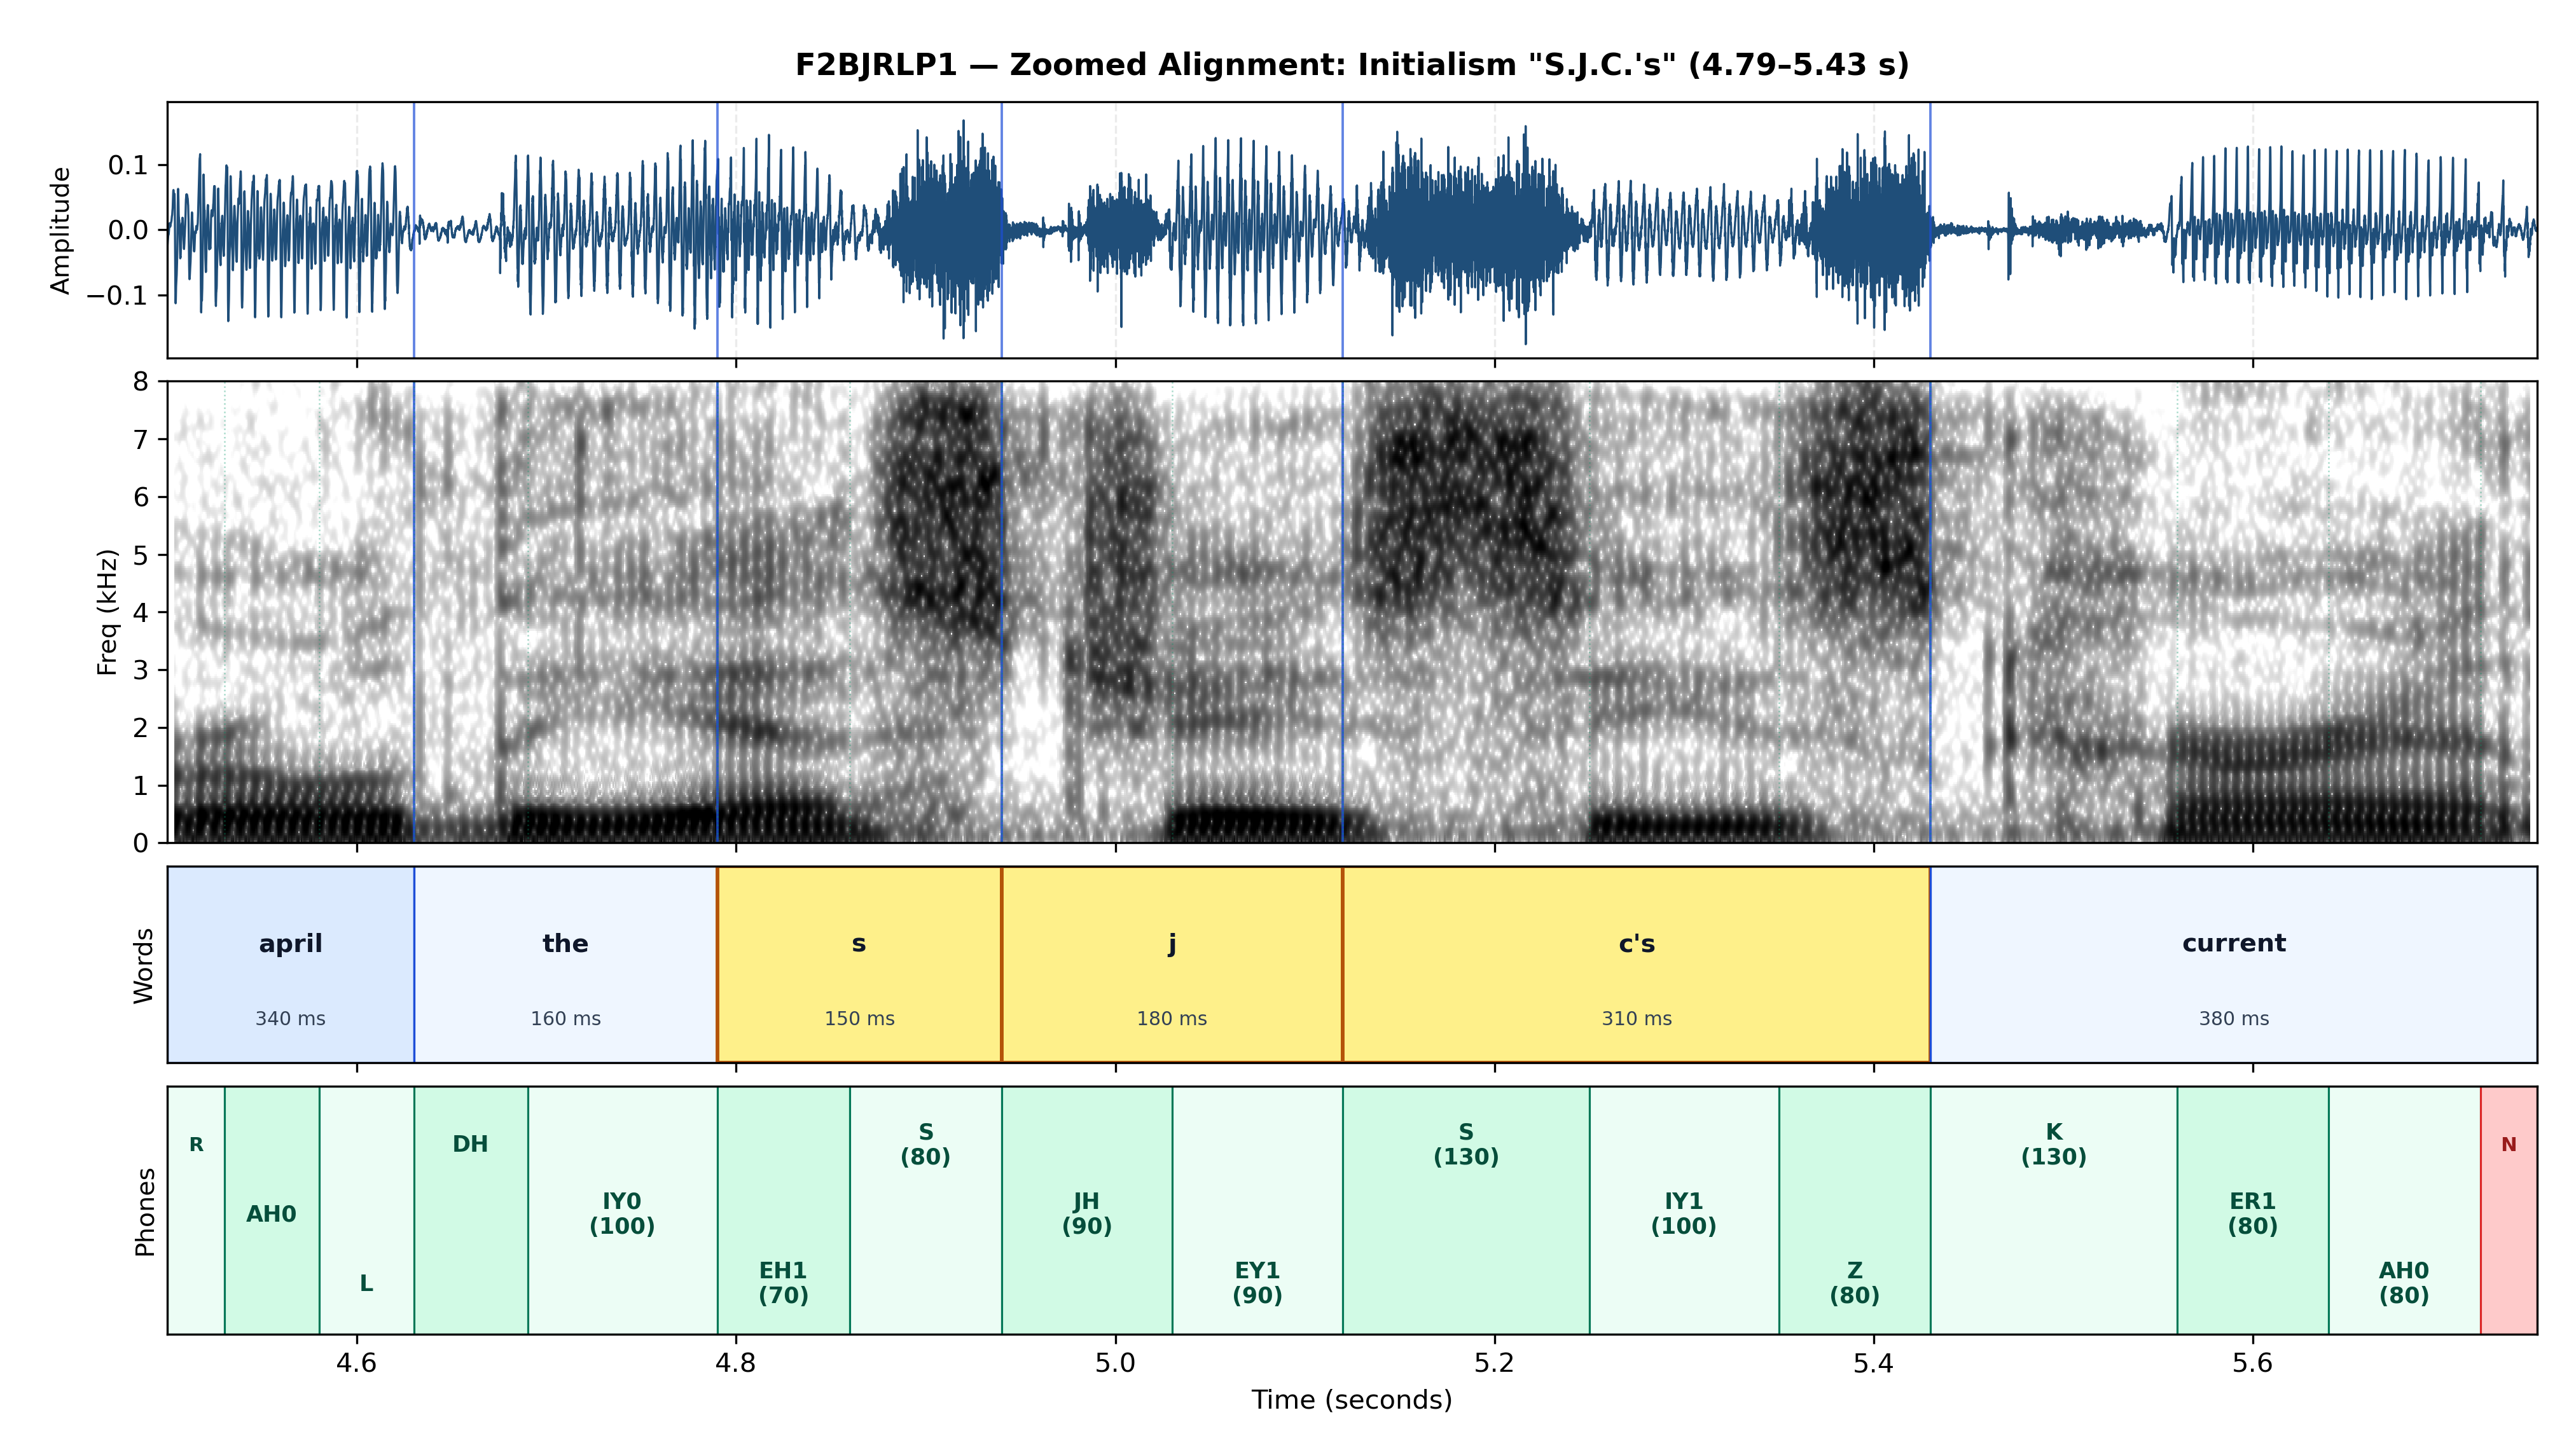 F2BJRLP1 — Zoomed Alignment: Initialism "S.J.C.'s" (4.79–5.43 s)
Amplitude
0.1
0.0
−0.1
Freq (kHz)
8
7
6
5
4
3
2
1
0
Words
april
the
s
j
c's
current
340 ms
160 ms
150 ms
180 ms
310 ms
380 ms
Phones
R
AH0
L
DH
IY0
(100)
EH1
(70)
S
(80)
JH
(90)
EY1
(90)
S
(130)
IY1
(100)
Z
(80)
K
(130)
ER1
(80)
AH0
(80)
N
4.6
4.8
5.0
5.2
5.4
5.6
Time (seconds)